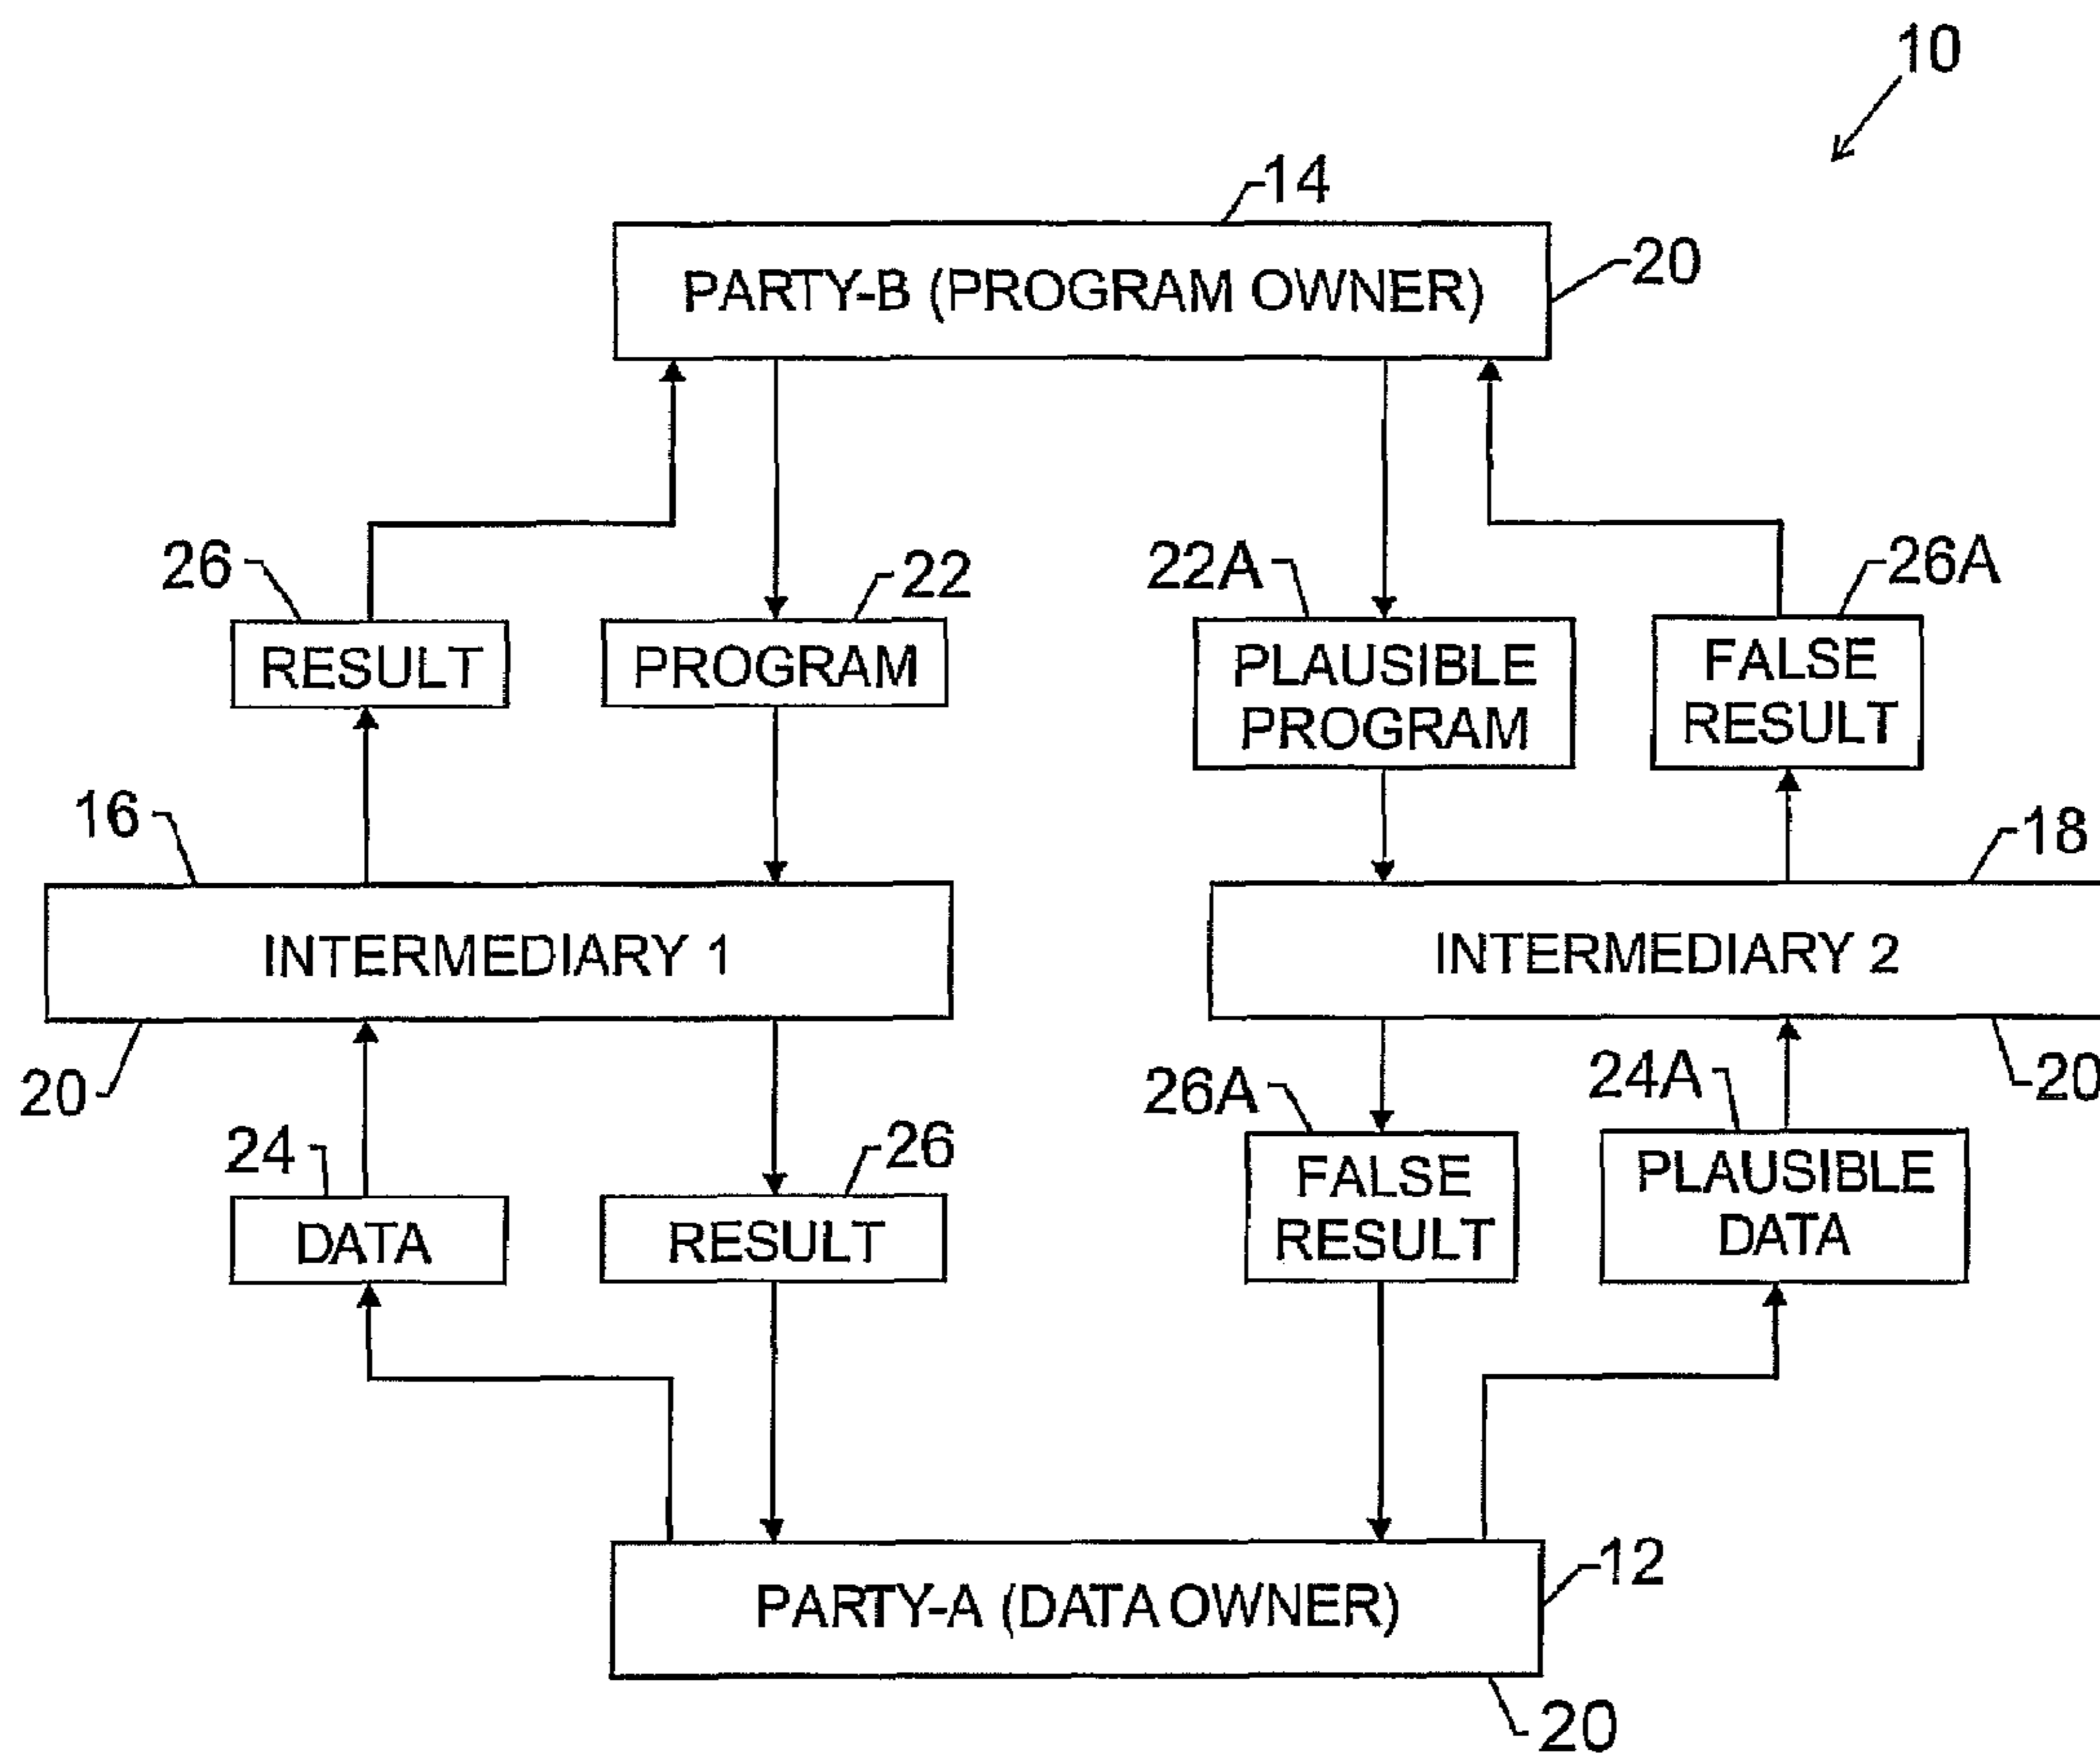 10
14
PARTY-B (PROGRAM OWNER)
20
26
22
22A
26A
RESULT
PROGRAM
PLAUSIBLE
PROGRAM
FALSE
RESULT
16
18
INTERMEDIARY 1
INTERMEDIARY 2
20
20
24
26
26A
24A
DATA
RESULT
FALSE
RESULT
PLAUSIBLE
DATA
12
PARTY-A (DATA OWNER)
20